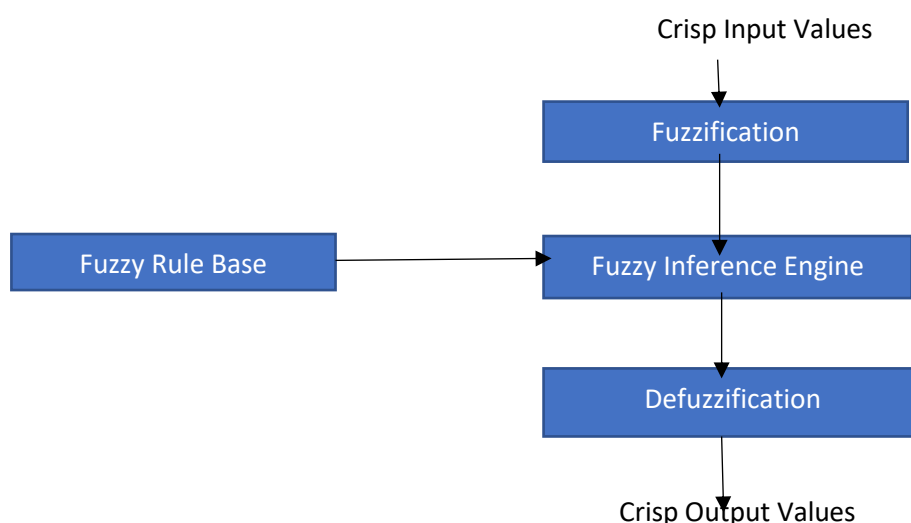 Crisp Input Values
Fuzzification
Fuzzy Rule Base
Fuzzy Inference Engine
Defuzzification
Crisp Output Values